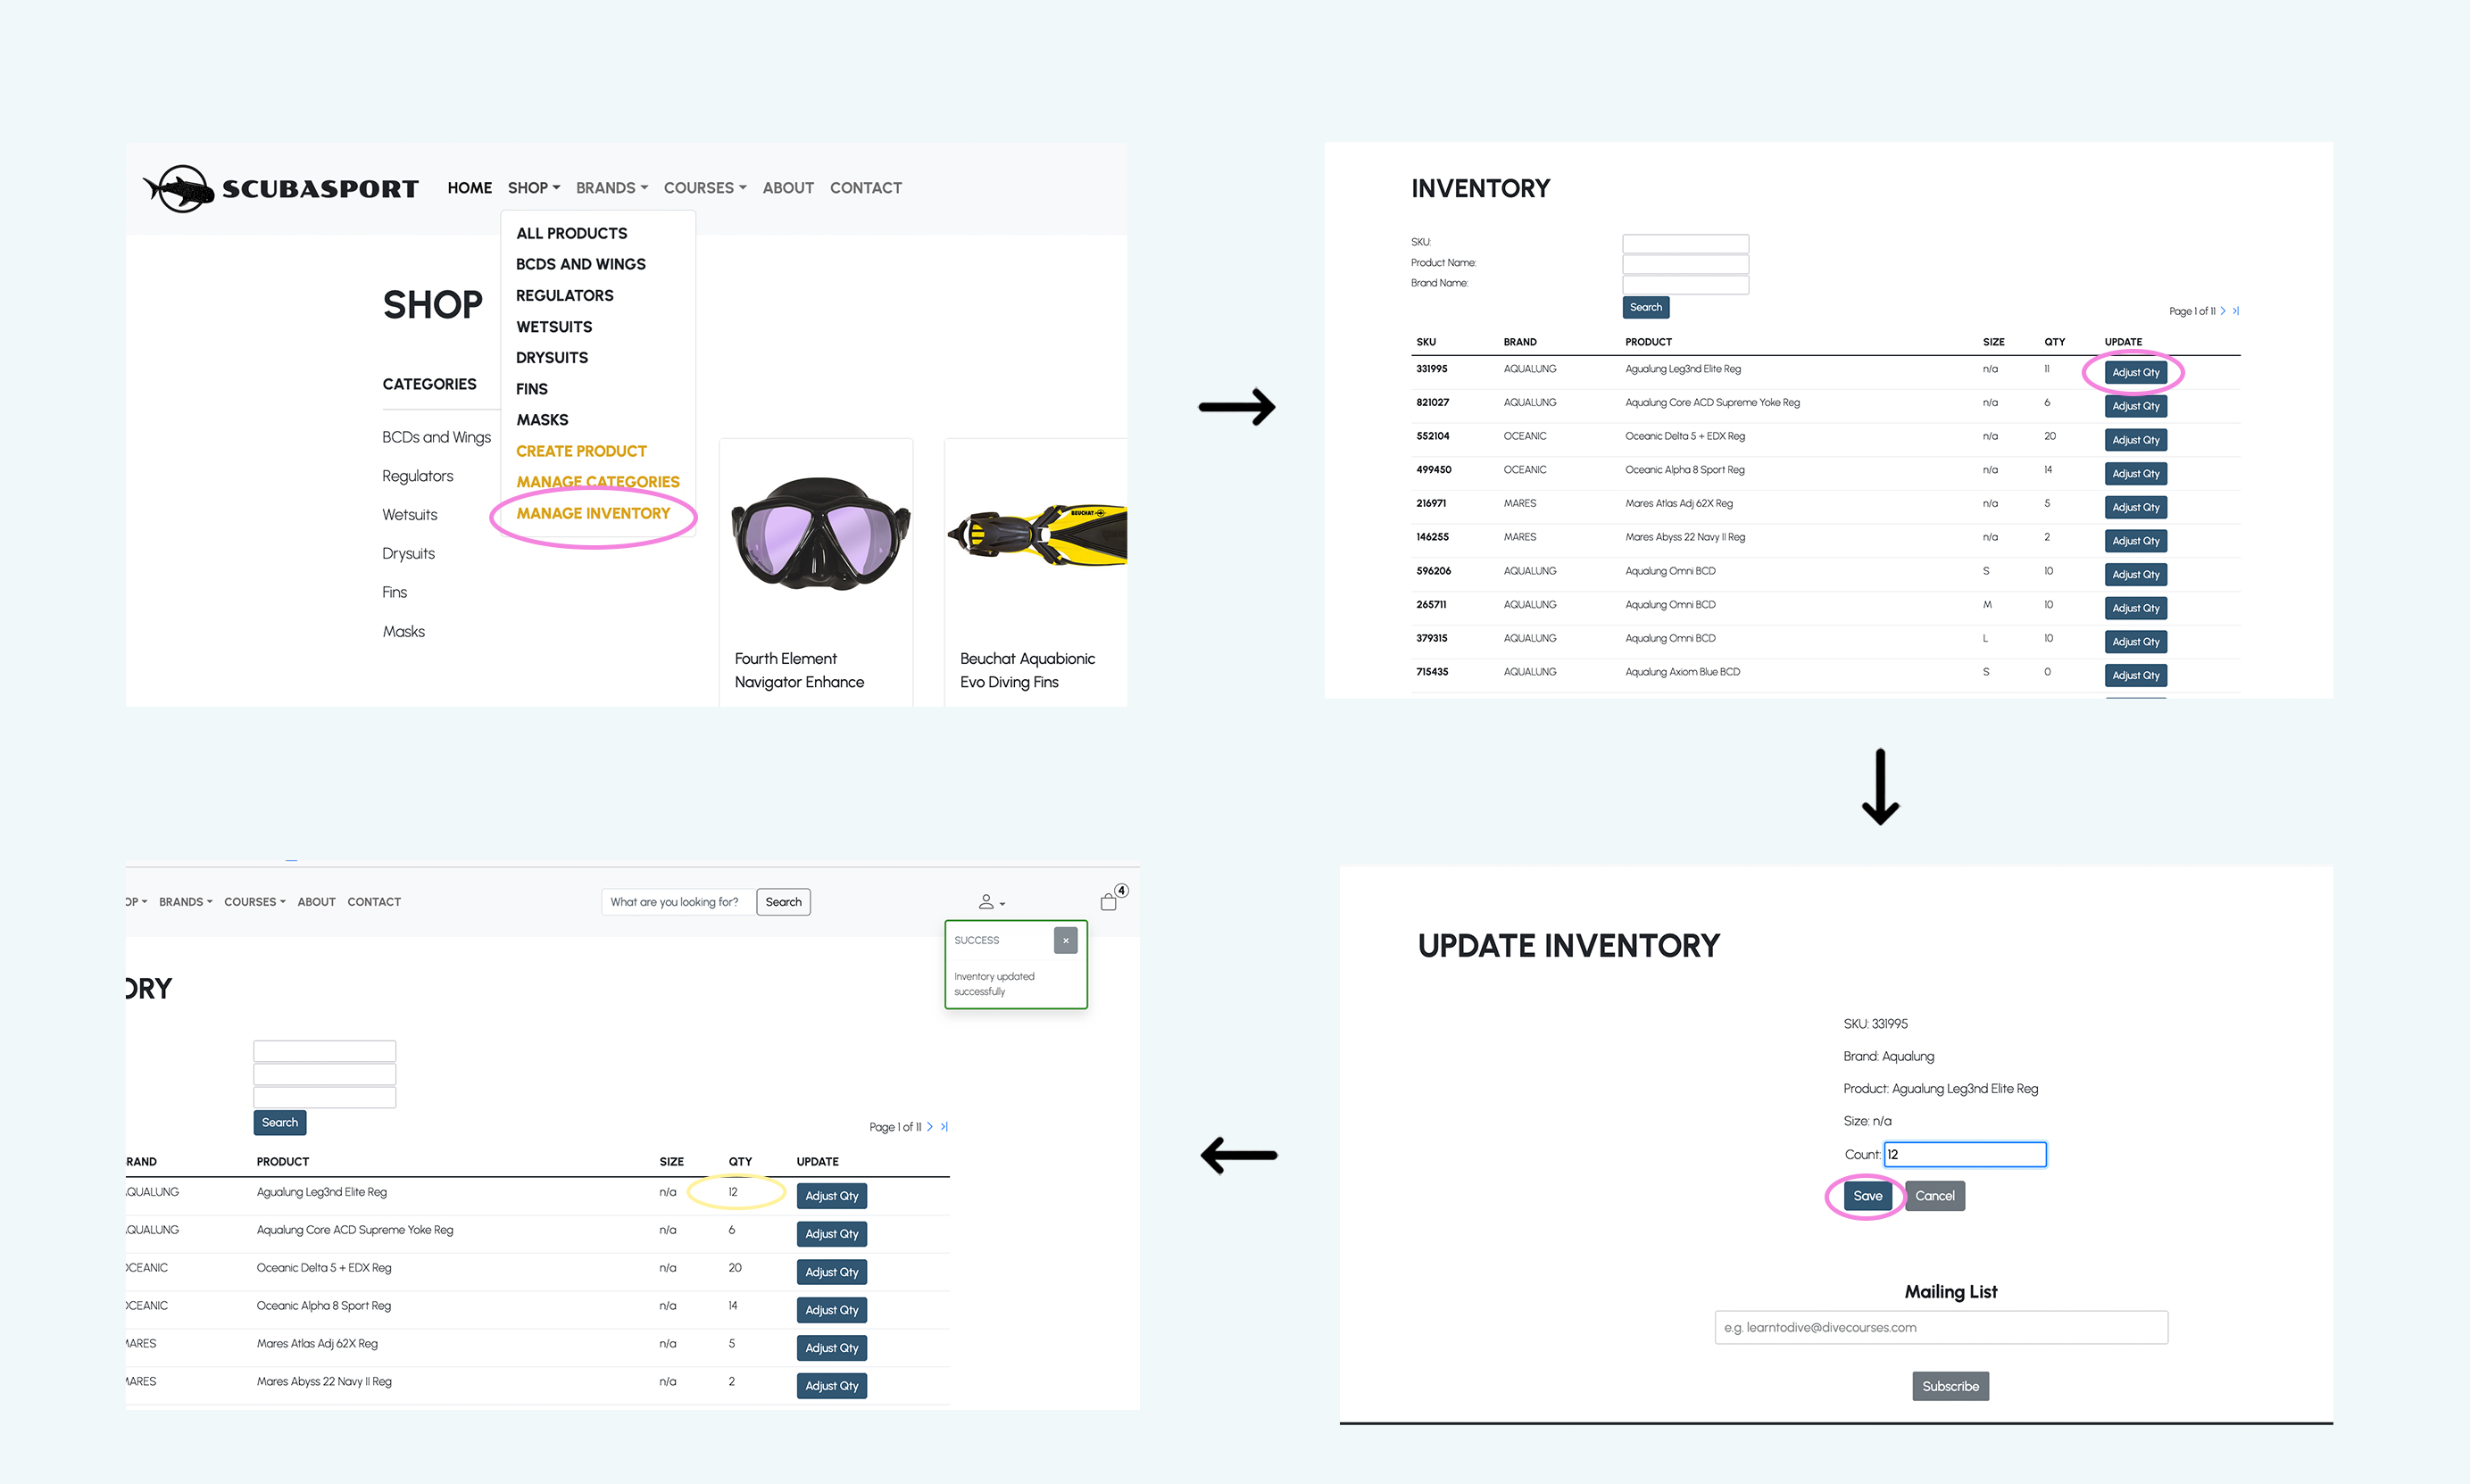 SCUBASPORT HOME SHOP BRANDS COURSES ABOUT CONTACT
ALL PRODUCTS
BCDS AND WINGS
REGULATORS
WETSUITS
DRYSUITS
FINS
MASKS
CREATE PRODUCT
MANAGE CATEGORIES
MANAGE INVENTORY
SHOP
CATEGORIES
BCDs and Wings
Regulators
Wetsuits
Drysuits
Fins
Masks
BEUCHAT
Fourth Element
Navigator Enhance
Beuchat Aquabionic
Evo Diving Fins
INVENTORY
SKU:
Product Name:
Brand Name:
Search
Page 1 of 11 > >|
SKU BRAND PRODUCT SIZE QTY UPDATE
331995 AQUALUNG Agualung Leg3nd Elite Reg n/a 11 Adjust Qty
821027 AQUALUNG Aqualung Core ACD Supreme Yoke Reg n/a 6 Adjust Qty
552104 OCEANIC Oceanic Delta 5 + EDX Reg n/a 20 Adjust Qty
499450 OCEANIC Oceanic Alpha 8 Sport Reg n/a 14 Adjust Qty
216971 MARES Mares Atlas Adj 62X Reg n/a 5 Adjust Qty
146255 MARES Mares Abyss 22 Navy II Reg n/a 2 Adjust Qty
596206 AQUALUNG Aqualung Omni BCD S 10 Adjust Qty
265711 AQUALUNG Aqualung Omni BCD M 10 Adjust Qty
379315 AQUALUNG Aqualung Omni BCD L 10 Adjust Qty
715435 AQUALUNG Aqualung Axiom Blue BCD S 0 Adjust Qty
UPDATE INVENTORY
SKU: 331995
Brand: Aqualung
Product: Agualung Leg3nd Elite Reg
Size: n/a
Count: 12
Save Cancel
Mailing List
e.g. learntodive@divecourses.com
Subscribe
OP BRANDS COURSES ABOUT CONTACT What are you looking for? Search 4
SUCCESS ×
Inventory updated
successfully
ORY
Search
Page 1 of 11 > >|
RAND PRODUCT SIZE QTY UPDATE
QUALUNG Agualung Leg3nd Elite Reg n/a 12 Adjust Qty
QUALUNG Aqualung Core ACD Supreme Yoke Reg n/a 6 Adjust Qty
OCEANIC Oceanic Delta 5 + EDX Reg n/a 20 Adjust Qty
OCEANIC Oceanic Alpha 8 Sport Reg n/a 14 Adjust Qty
MARES Mares Atlas Adj 62X Reg n/a 5 Adjust Qty
MARES Mares Abyss 22 Navy II Reg n/a 2 Adjust Qty